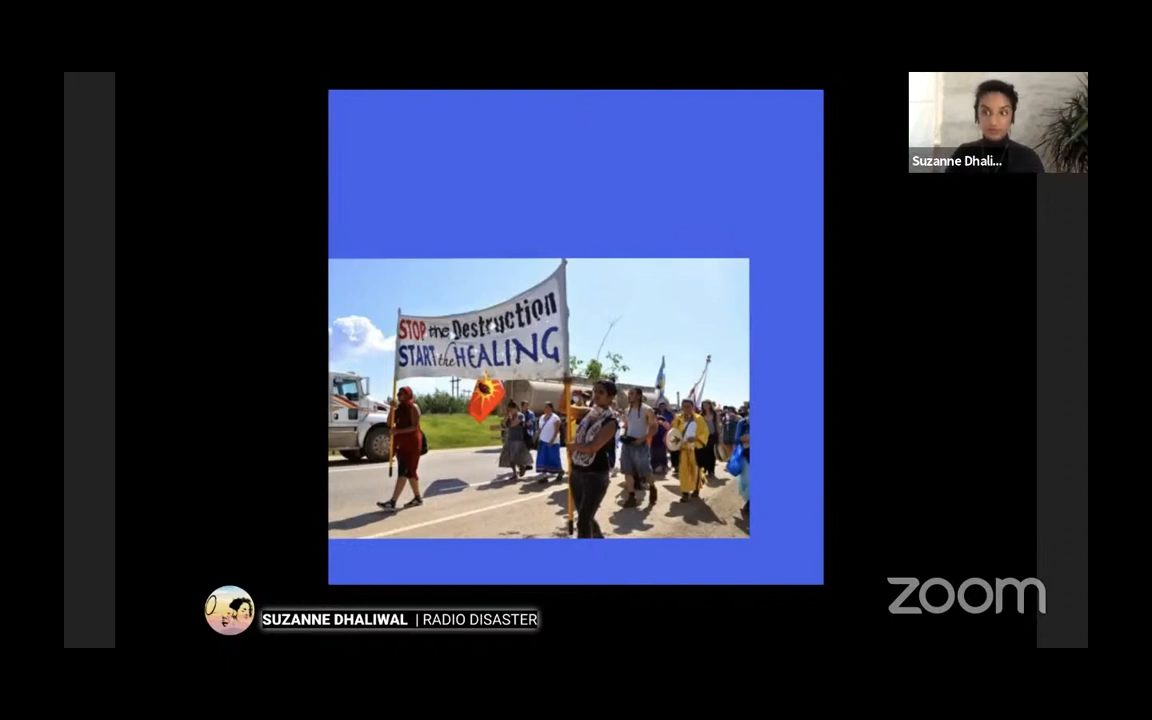 Suzanne Dhali...
STOP the Destruction
START the HEALING
SUZANNE DHALIWAL | RADIO DISASTER
zoom